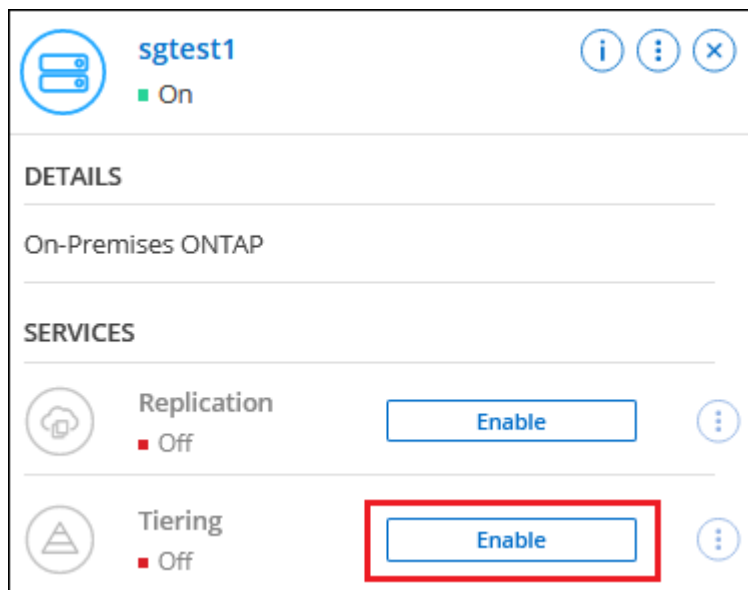 sgtest1
On
DETAILS
On-Premises ONTAP
SERVICES
Replication
Off
Enable
Tiering
Off
Enable